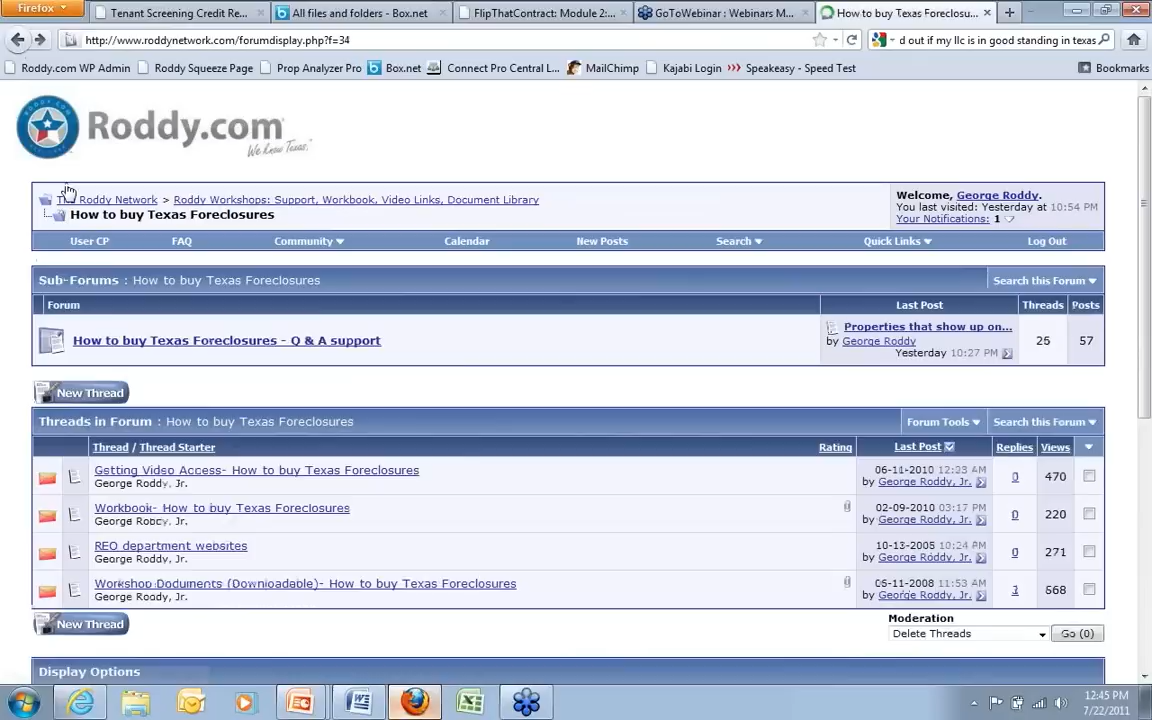 Firefox
Tenant Screening Credit Re...
All files and folders - Box.net
FlipThatContract: Module 2:...
GoToWebinar : Webinars M...
How to buy Texas Foreclosu...
http://www.roddynetwork.com/forumdisplay.php?f=34
d out if my llc is in good standing in texas
Roddy.com WP Admin
Roddy Squeeze Page
Prop Analyzer Pro
Box.net
Connect Pro Central L...
MailChimp
Kajabi Login
Speakeasy - Speed Test
Bookmarks
Roddy.com
We know Texas.
The Roddy Network > Roddy Workshops: Support, Workbook, Video Links, Document Library
How to buy Texas Foreclosures
Welcome, George Roddy.
You last visited: Yesterday at 10:54 PM
Your Notifications: 1
User CP
FAQ
Community
Calendar
New Posts
Search
Quick Links
Log Out
Sub-Forums : How to buy Texas Foreclosures
Search this Forum
Forum
Last Post
Threads
Posts
How to buy Texas Foreclosures - Q & A support
Properties that show up on...
by George Roddy
Yesterday 10:27 PM
25
57
New Thread
Threads in Forum : How to buy Texas Foreclosures
Forum Tools
Search this Forum
Thread / Thread Starter
Rating
Last Post
Replies
Views
Getting Video Access- How to buy Texas Foreclosures
George Roddy, Jr.
06-11-2010 12:23 AM
by George Roddy, Jr.
0
470
Workbook- How to buy Texas Foreclosures
George Roddy, Jr.
02-09-2010 03:17 PM
by George Roddy, Jr.
0
220
REO department websites
George Roddy, Jr.
10-13-2005 10:24 PM
by George Roddy, Jr.
0
271
Workshop Documents (Downloadable)- How to buy Texas Foreclosures
George Roddy, Jr.
11:53 AM
by George Roddy, Jr.
568
New Thread
Moderation
Delete Threads
Go (0)
Display Options
12:45 PM
7/22/2011